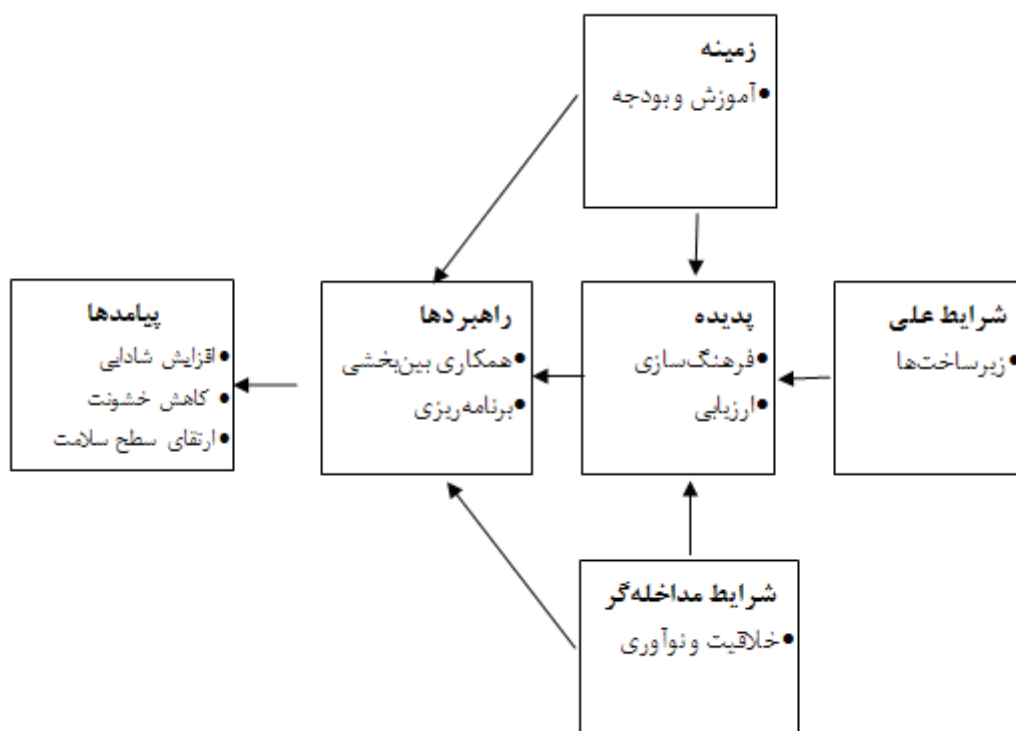 زمینه
•آموزش و بودجه
شرایط علی
•زیرساخت‌ها
پدیده
•فرهنگ‌سازی
•ارزیابی
راهبردها
•همکاری بین‌بخشی
•برنامه‌ریزی
پیامدها
•افزایش شادابی
•کاهش خشونت
•ارتقای سطح سلامت
شرایط مداخله‌گر
•خلاقیت و نوآوری